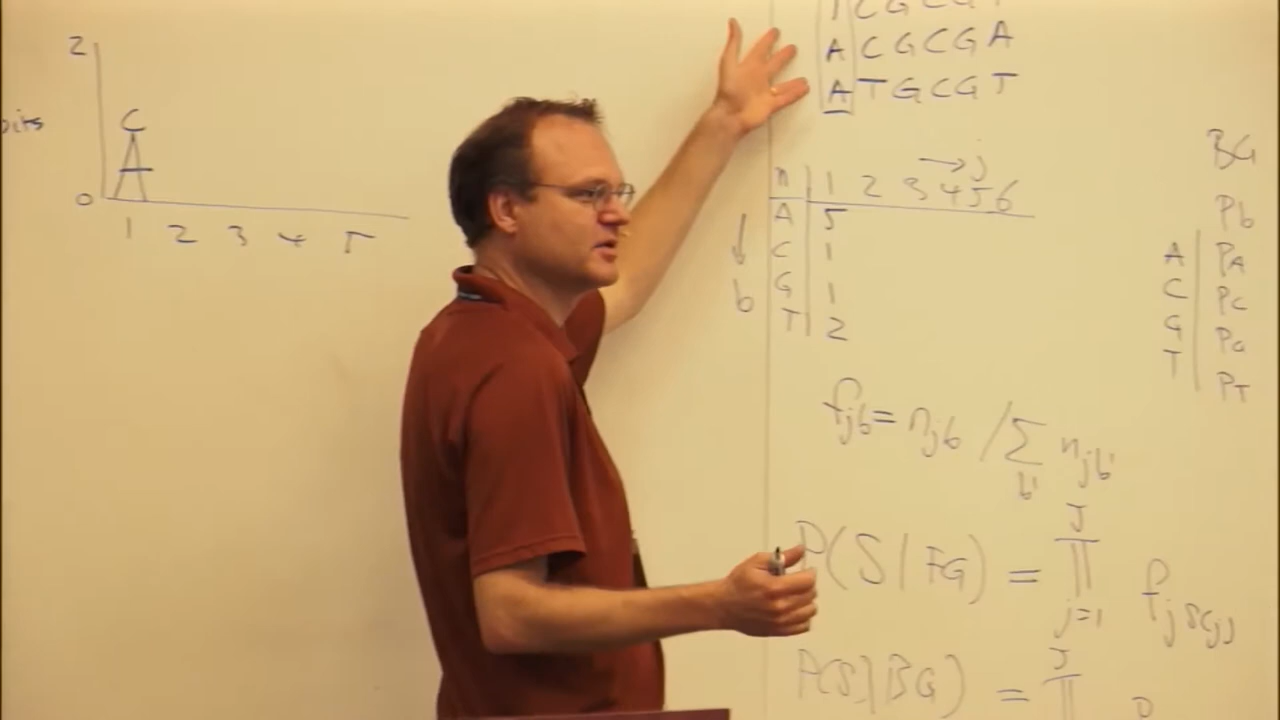 2
bits
C
A
0
1 2 3 4 5
T C G C G T
A C G C G A
A T G C G T
→ j
n 1 2 3 4 5 6
A 5
C 1
G 1
T 2
↓
b
BG
Pb
A PA
C PC
G PG
T PT
fjb = njb / Σ njb'
b'
J
P(S | FG) = Π fj S(j)
j=1
J
P(S | BG) = Π